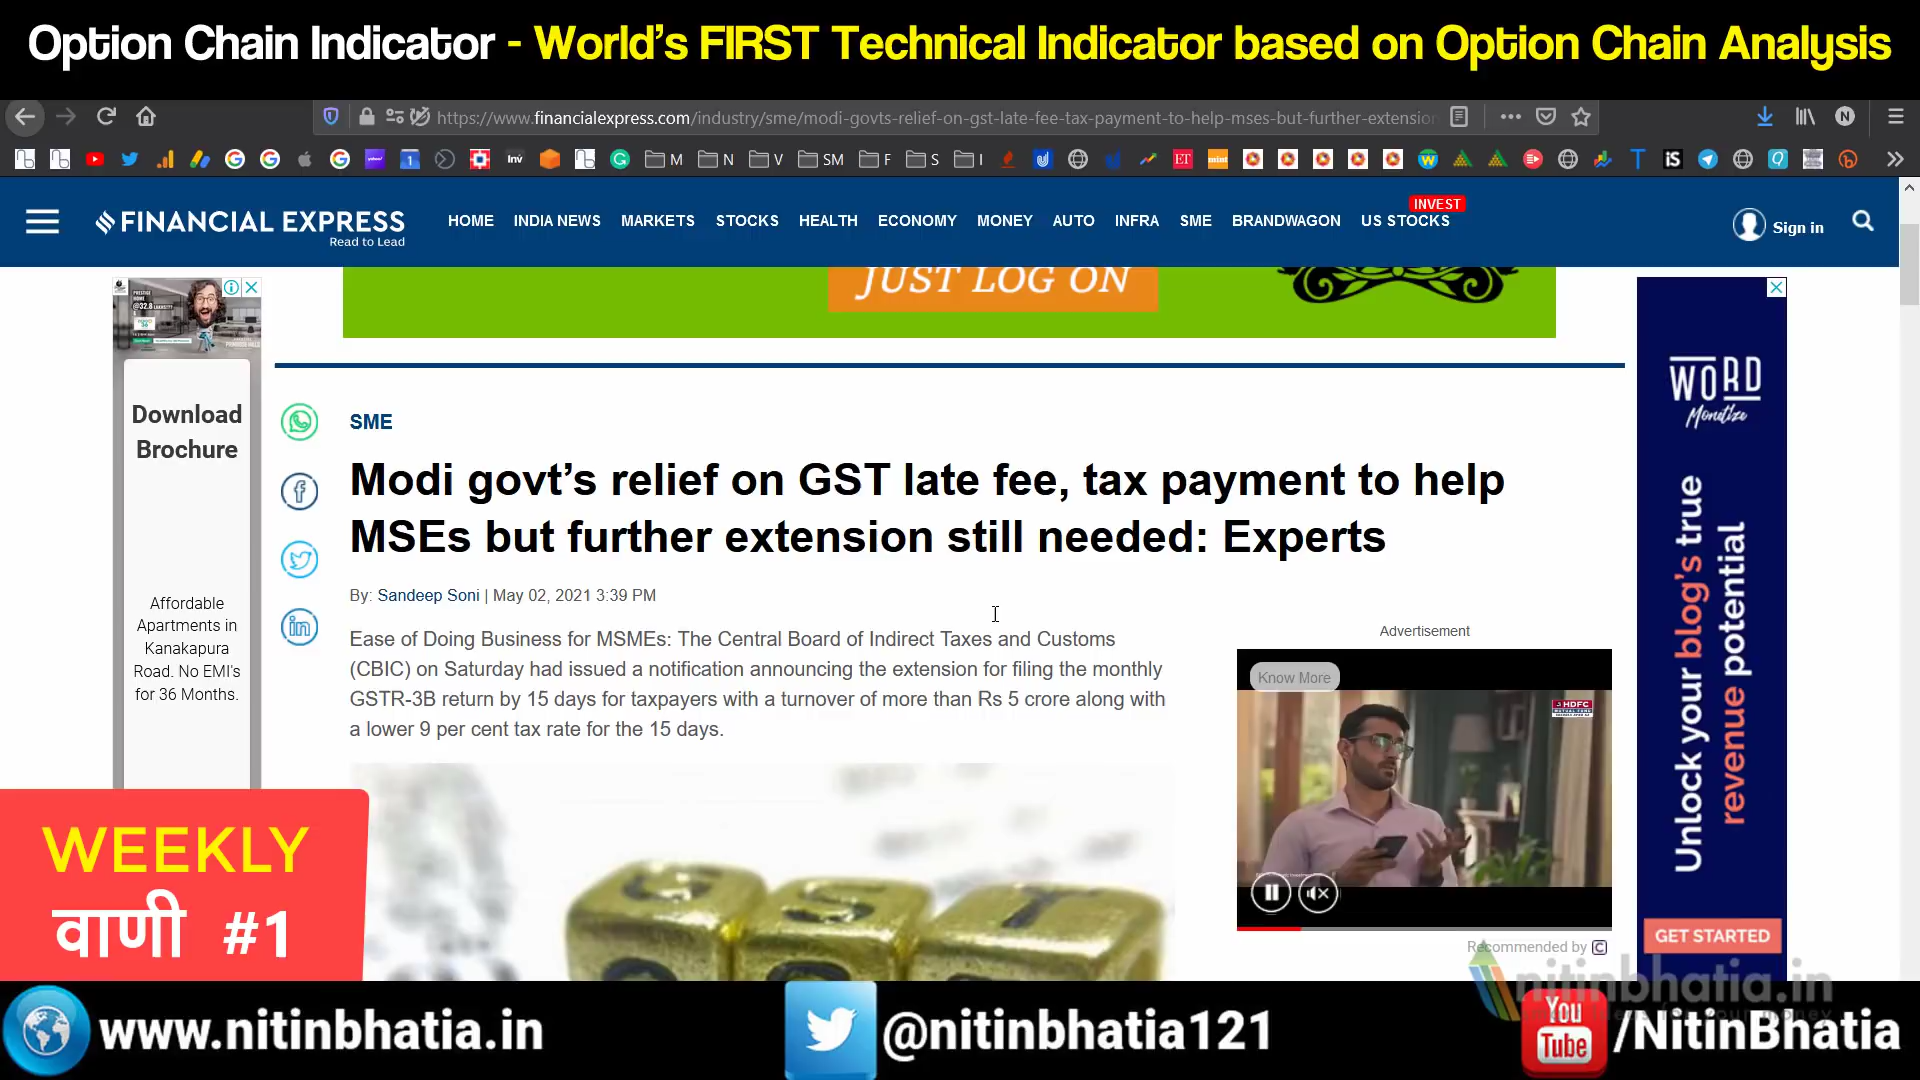 Option Chain Indicator - World's FIRST Technical Indicator based on Option Chain Analysis
https://www.financialexpress.com/industry/sme/modi-govts-relief-on-gst-late-fee-tax-payment-to-help-mses-but-further-extension
M N V SM F S I
FINANCIAL EXPRESS
Read to Lead
HOME INDIA NEWS MARKETS STOCKS HEALTH ECONOMY MONEY AUTO INFRA SME BRANDWAGON US STOCKS
INVEST
Sign in
JUST LOG ON
Download
Brochure
Affordable
Apartments in
Kanakapura
Road. No EMI's
for 36 Months.
SME
Modi govt's relief on GST late fee, tax payment to help
MSEs but further extension still needed: Experts
By: Sandeep Soni | May 02, 2021 3:39 PM
Ease of Doing Business for MSMEs: The Central Board of Indirect Taxes and Customs
(CBIC) on Saturday had issued a notification announcing the extension for filing the monthly
GSTR-3B return by 15 days for taxpayers with a turnover of more than Rs 5 crore along with
a lower 9 per cent tax rate for the 15 days.
GST
Advertisement
Know More
HDFC
Recommended by
WORD
Monetize
Unlock your blog's true
revenue potential
GET STARTED
WEEKLY
वाणी #1
nitinbhatia.in
www.nitinbhatia.in
@nitinbhatia121
You
Tube
/NitinBhatia